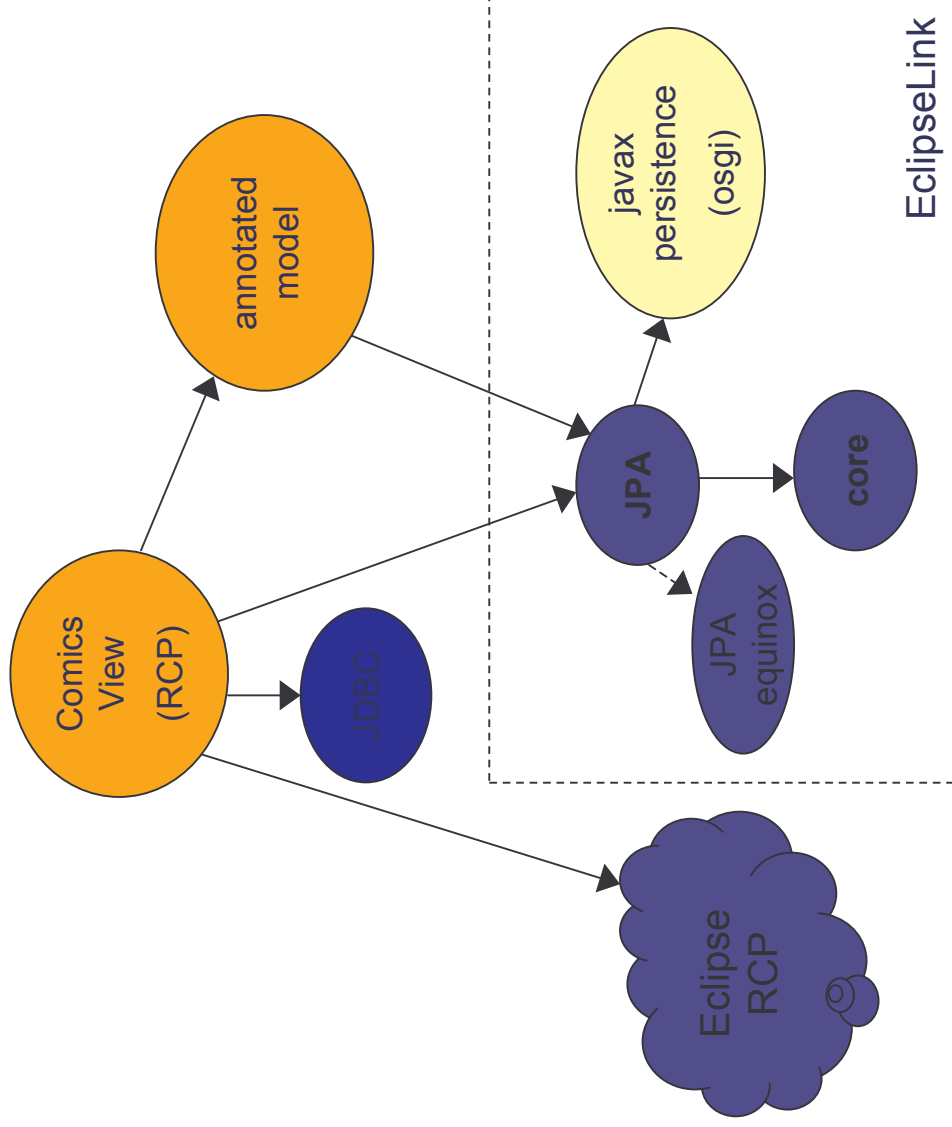 Comics
View
(RCP)
annotated
model
JDBC
JPA
javax
persistence
(osgi)
JPA
equinox
core
Eclipse
RCP
EclipseLink